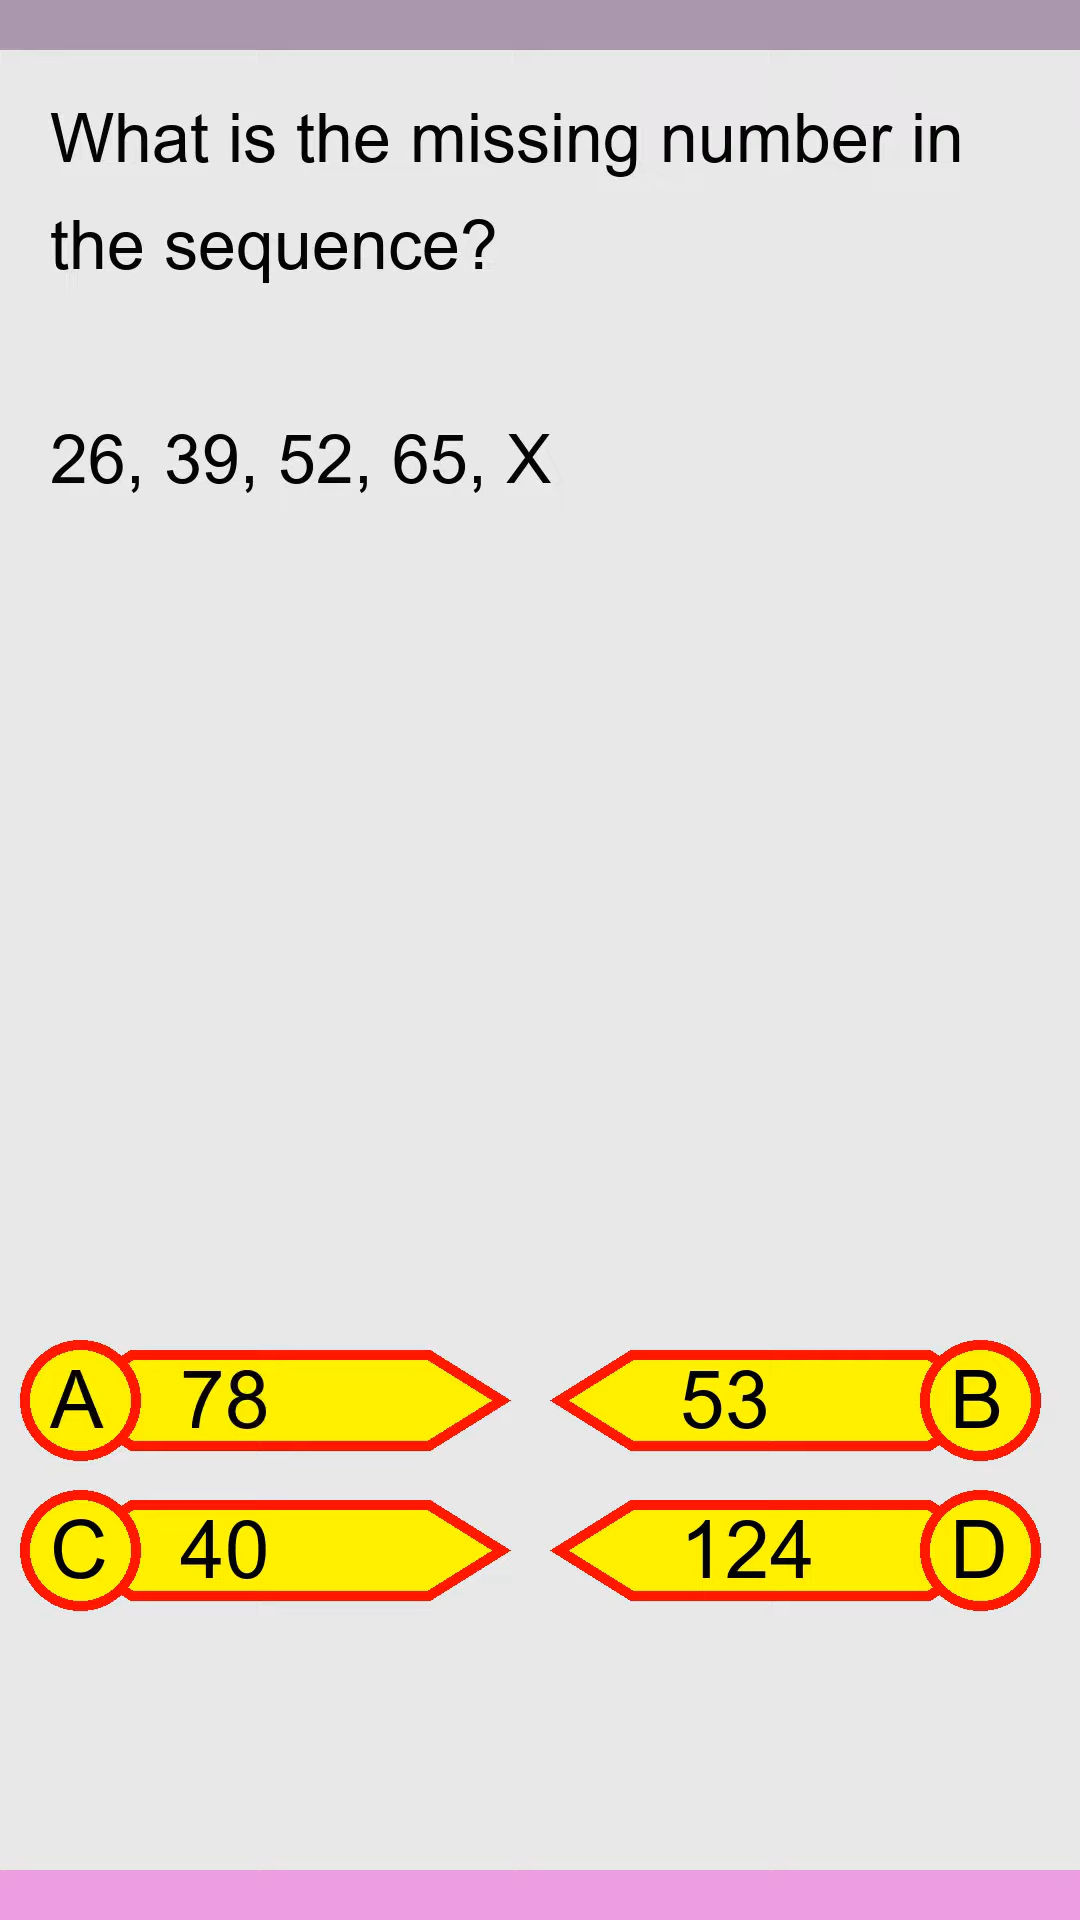 What is the missing number in
the sequence?
26, 39, 52, 65, X
A 78
53 B
C 40
124 D